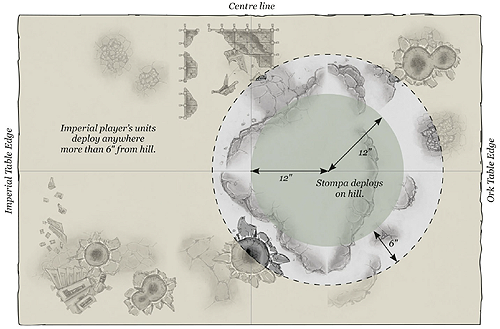 Centre line
Imperial Table Edge
Imperial player's units
deploy anywhere
more than 6" from hill.
12"
12"
Stompa deploys
on hill.
6"
Ork Table Edge